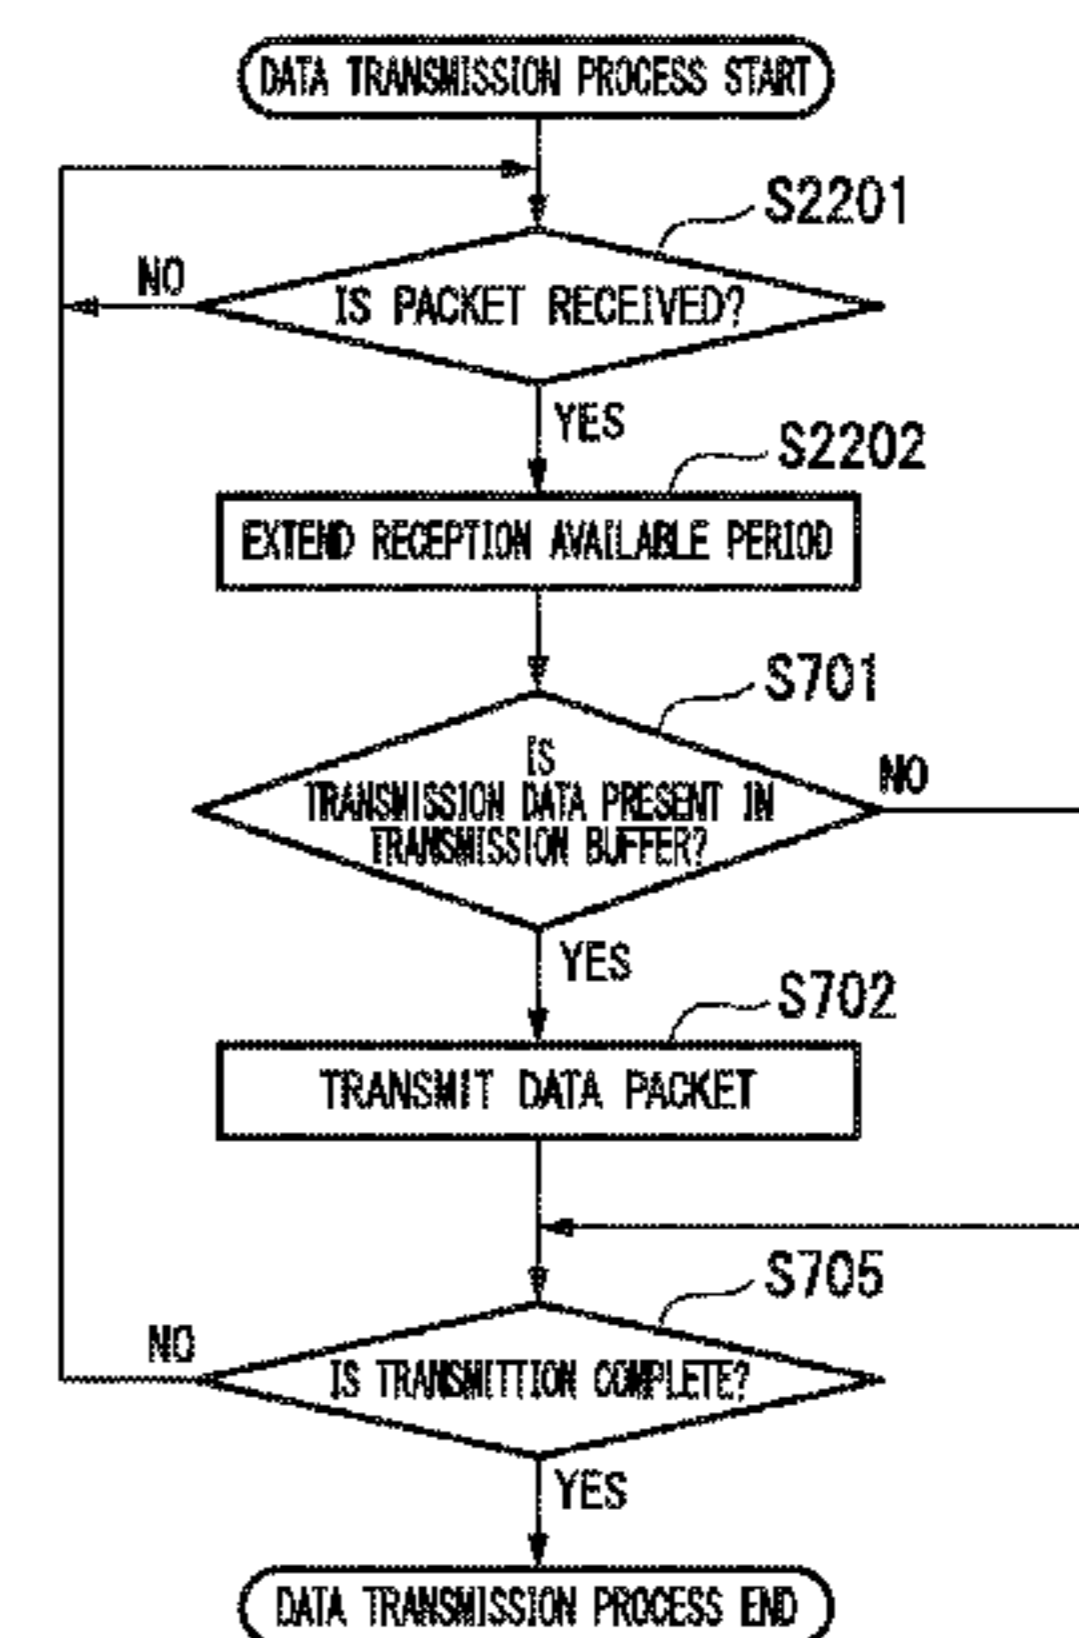 DATA TRANSMISSION PROCESS START
S2201
NO
IS PACKET RECEIVED?
YES
S2202
EXTEND RECEPTION AVAILABLE PERIOD
S701
IS
TRANSMISSION DATA PRESENT IN
TRANSMISSION BUFFER?
NO
YES
S702
TRANSMIT DATA PACKET
S705
NO
IS TRANSMITTION COMPLETE?
YES
DATA TRANSMISSION PROCESS END